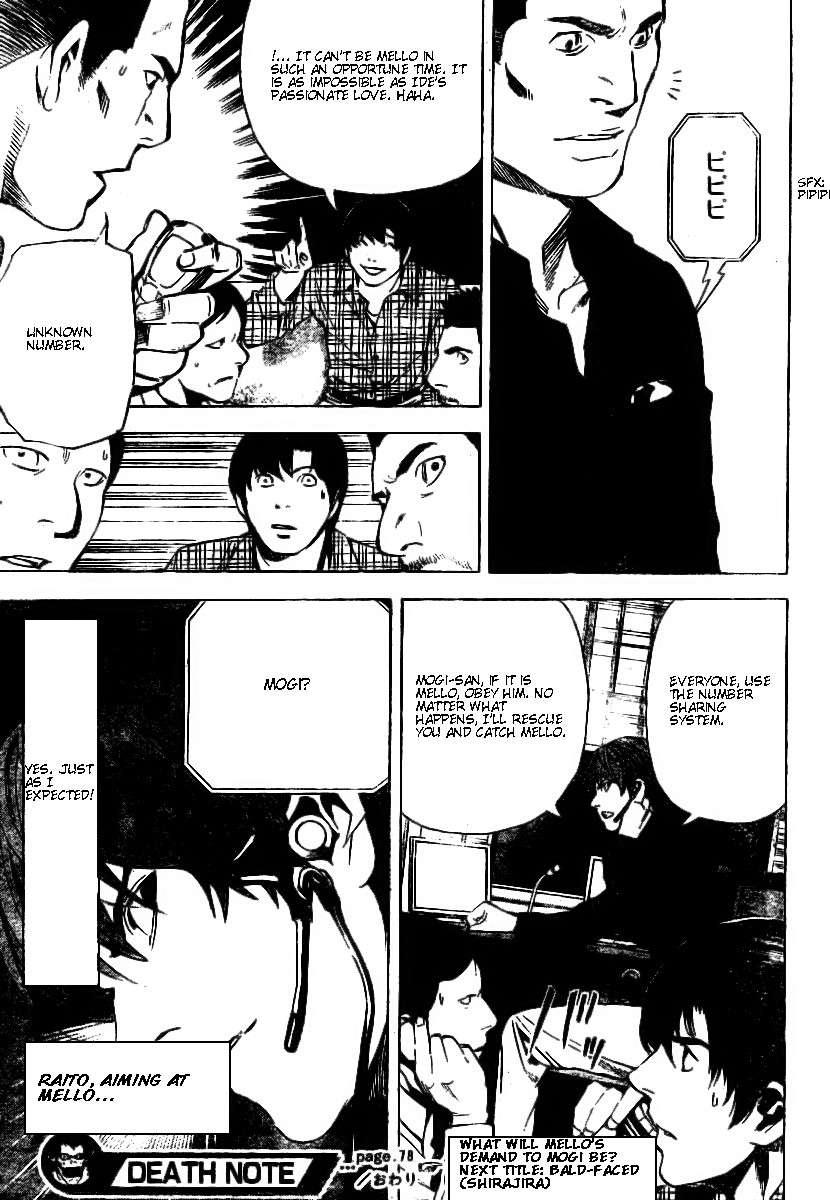 ピピピ
SFX:
PIPIPI
!... IT CAN'T BE MELLO IN
SUCH AN OPPORTUNE TIME. IT
IS AS IMPOSSIBLE AS IDE'S
PASSIONATE LOVE. HAHA.
UNKNOWN
NUMBER.
EVERYONE, USE
THE NUMBER
SHARING
SYSTEM.
MOGI-SAN, IF IT IS
MELLO, OBEY HIM. NO
MATTER WHAT
HAPPENS, I'LL RESCUE
YOU AND CATCH MELLO.
MOGI?
YES. JUST
AS I
EXPECTED!
RAITO, AIMING AT
MELLO...
WHAT WILL MELLO'S
DEMAND TO MOGI BE?
NEXT TITLE: BALD-FACED
(SHIRAJIRA)
DEATH NOTE
page.78
おわり